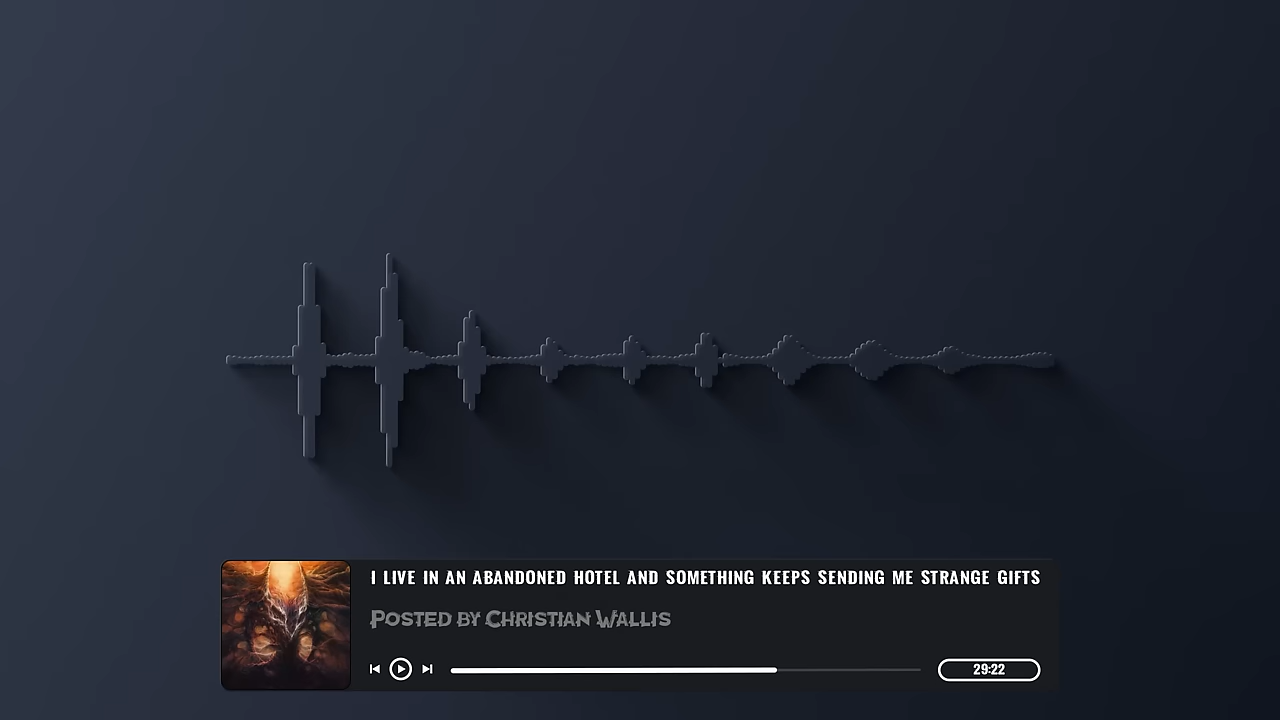 I LIVE IN AN ABANDONED HOTEL AND SOMETHING KEEPS SENDING ME STRANGE GIFTS
POSTED BY CHRISTIAN WALLIS
29:22